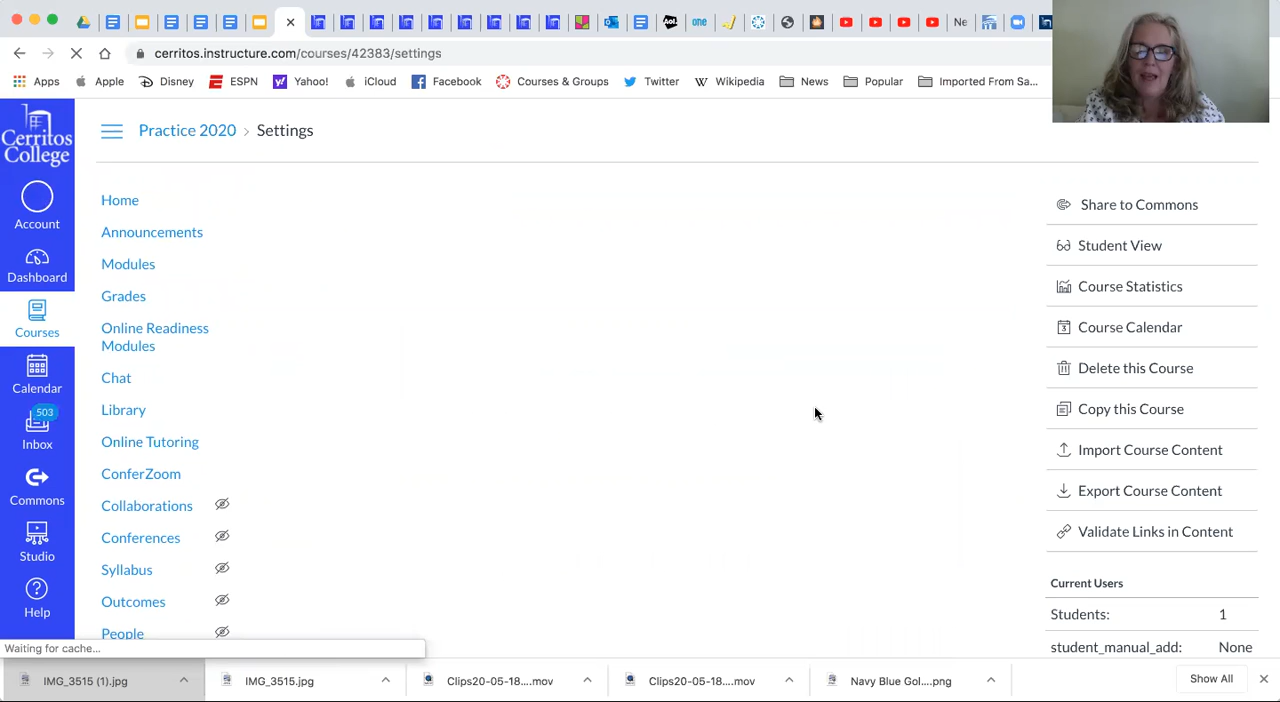 Aol.
one
Ne
cerritos.instructure.com/courses/42383/settings
Apps
Apple
Disney
ESPN
Yahoo!
iCloud
Facebook
Courses & Groups
Twitter
Wikipedia
News
Popular
Imported From Sa...
Cerritos
College
Practice 2020 > Settings
Account
Dashboard
Courses
Calendar
503
Inbox
Commons
Studio
Help
Home
Announcements
Modules
Grades
Online Readiness
Modules
Chat
Library
Online Tutoring
ConferZoom
Collaborations
Conferences
Syllabus
Outcomes
People
Share to Commons
Student View
Course Statistics
Course Calendar
Delete this Course
Copy this Course
Import Course Content
Export Course Content
Validate Links in Content
Current Users
Students: 1
student_manual_add: None
Waiting for cache...
IMG_3515 (1).jpg
IMG_3515.jpg
Clips20-05-18....mov
Clips20-05-18....mov
Navy Blue Gol....png
Show All